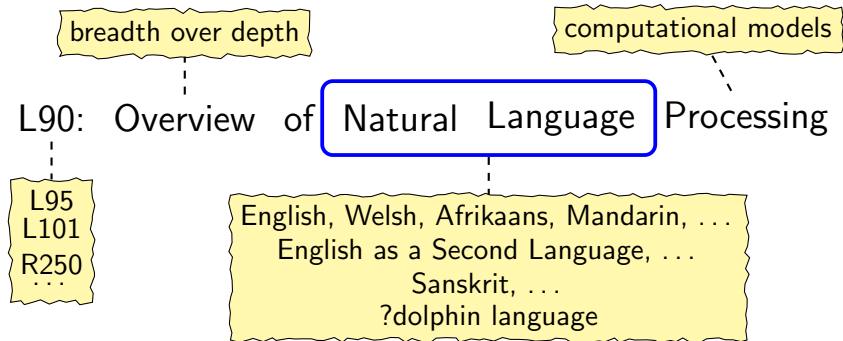 breadth over depth
computational models
L90: Overview of Natural Language Processing
L95
L101
R250
...
English, Welsh, Afrikaans, Mandarin, ...
English as a Second Language, ...
Sanskrit, ...
?dolphin language